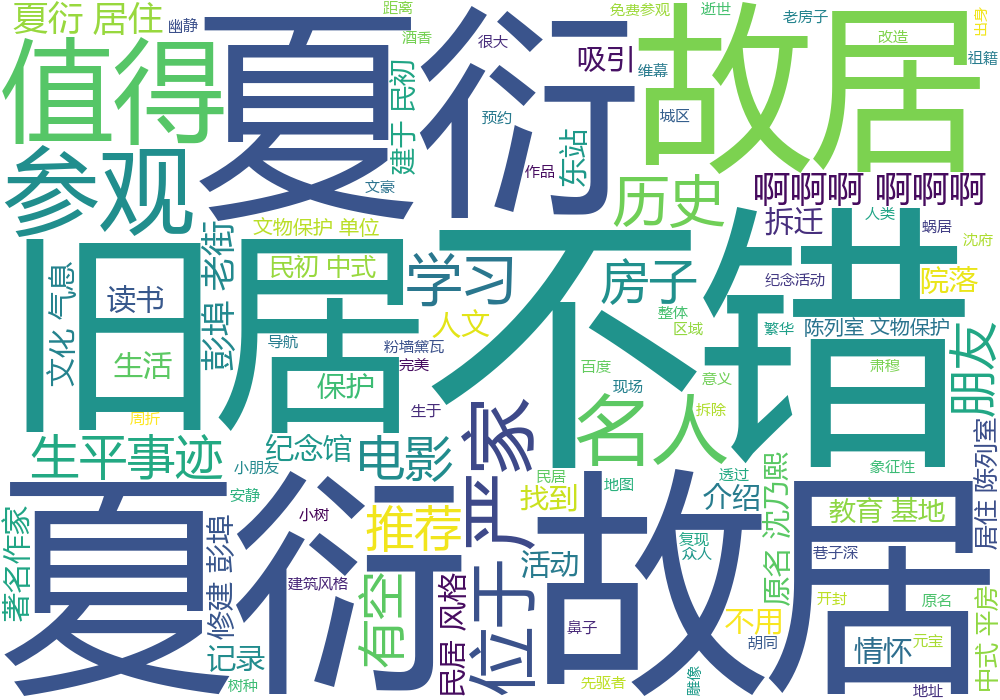 夏衍 居住
幽静
距离
酒香
很大
免费参观
逝世
老房子
改造
出身
祖籍
值得
夏衍
故居
吸引
维幕
城区
预约
民初
建于
东站
作品
文豪
参观
历史
啊啊啊 啊啊啊
拆迁
人类
蜗居
沈府
文物保护 单位
民初 中式
旧居
不错
学习
房子
纪念活动
院落
文化 气息
读书
彭埠 老街
人文
整体
区域
繁华
陈列室 文物保护
导航
粉墙黛瓦
完美
生活
保护
百度
现场
意义
肃穆
朋友
周折
生于
拆除
名人
家
严
生平事迹
纪念馆
电影
小朋友
安静
民居
地图
透过
介绍
象征性
找到
沈乃熙
原名
居住 陈列室
夏衍
故居
著名作家
修建 彭埠
小树
推荐
教育 基地
复现
众人
巷子深
建筑风格
活动
有空
民居 风格
位于
鼻子
不用
胡同
开封
原名
中式 平房
记录
树种
先驱者
雕像
情怀
元宝
地址